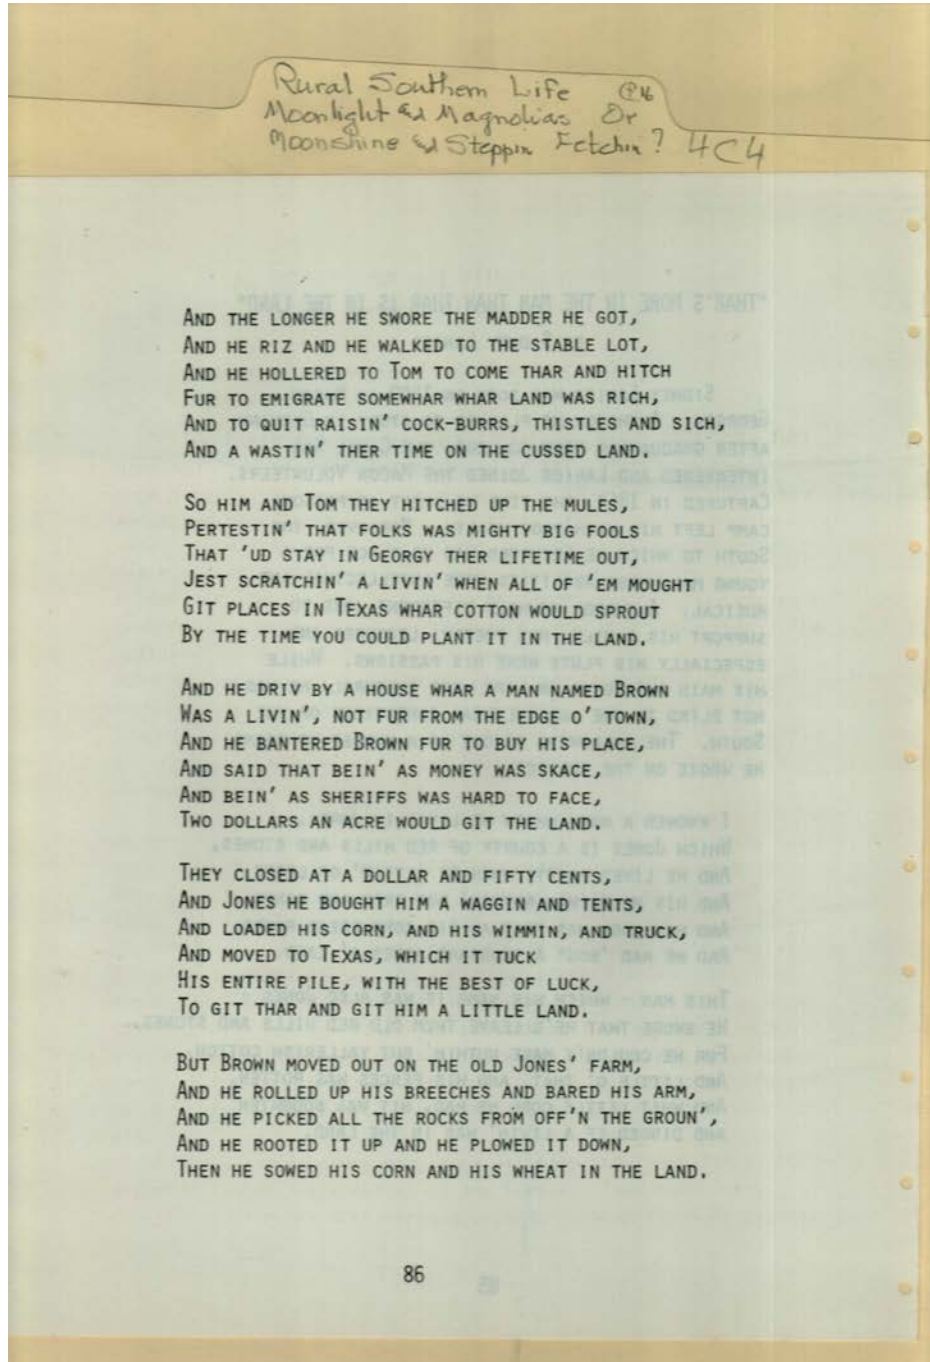 Rural Southern Life
Moonlight & Magnolias Or
Moonshine & Steppin Fetchin? 4C4
AND THE LONGER HE SWORE THE MADDER HE GOT,
AND HE RIZ AND HE WALKED TO THE STABLE LOT,
AND HE HOLLERED TO TOM TO COME THAR AND HITCH
FUR TO EMIGRATE SOMEWHAR WHAR LAND WAS RICH,
AND TO QUIT RAISIN' COCK-BURRS, THISTLES AND SICH,
AND A WASTIN' THER TIME ON THE CUSSED LAND.
SO HIM AND TOM THEY HITCHED UP THE MULES,
PERTESTIN' THAT FOLKS WAS MIGHTY BIG FOOLS
THAT 'UD STAY IN GEORGY THER LIFETIME OUT,
JEST SCRATCHIN' A LIVIN' WHEN ALL OF 'EM MOUGHT
GIT PLACES IN TEXAS WHAR COTTON WOULD SPROUT
BY THE TIME YOU COULD PLANT IT IN THE LAND.
AND HE DRIV BY A HOUSE WHAR A MAN NAMED BROWN
WAS A LIVIN', NOT FUR FROM THE EDGE O' TOWN,
AND HE BANTERED BROWN FUR TO BUY HIS PLACE,
AND SAID THAT BEIN' AS MONEY WAS SKACE,
AND BEIN' AS SHERIFFS WAS HARD TO FACE,
TWO DOLLARS AN ACRE WOULD GIT THE LAND.
THEY CLOSED AT A DOLLAR AND FIFTY CENTS,
AND JONES HE BOUGHT HIM A WAGGIN AND TENTS,
AND LOADED HIS CORN, AND HIS WIMMIN, AND TRUCK,
AND MOVED TO TEXAS, WHICH IT TUCK
HIS ENTIRE PILE, WITH THE BEST OF LUCK,
TO GIT THAR AND GIT HIM A LITTLE LAND.
BUT BROWN MOVED OUT ON THE OLD JONES' FARM,
AND HE ROLLED UP HIS BREECHES AND BARED HIS ARM,
AND HE PICKED ALL THE ROCKS FROM OFF'N THE GROUN',
AND HE ROOTED IT UP AND HE PLOWED IT DOWN,
THEN HE SOWED HIS CORN AND HIS WHEAT IN THE LAND.
86